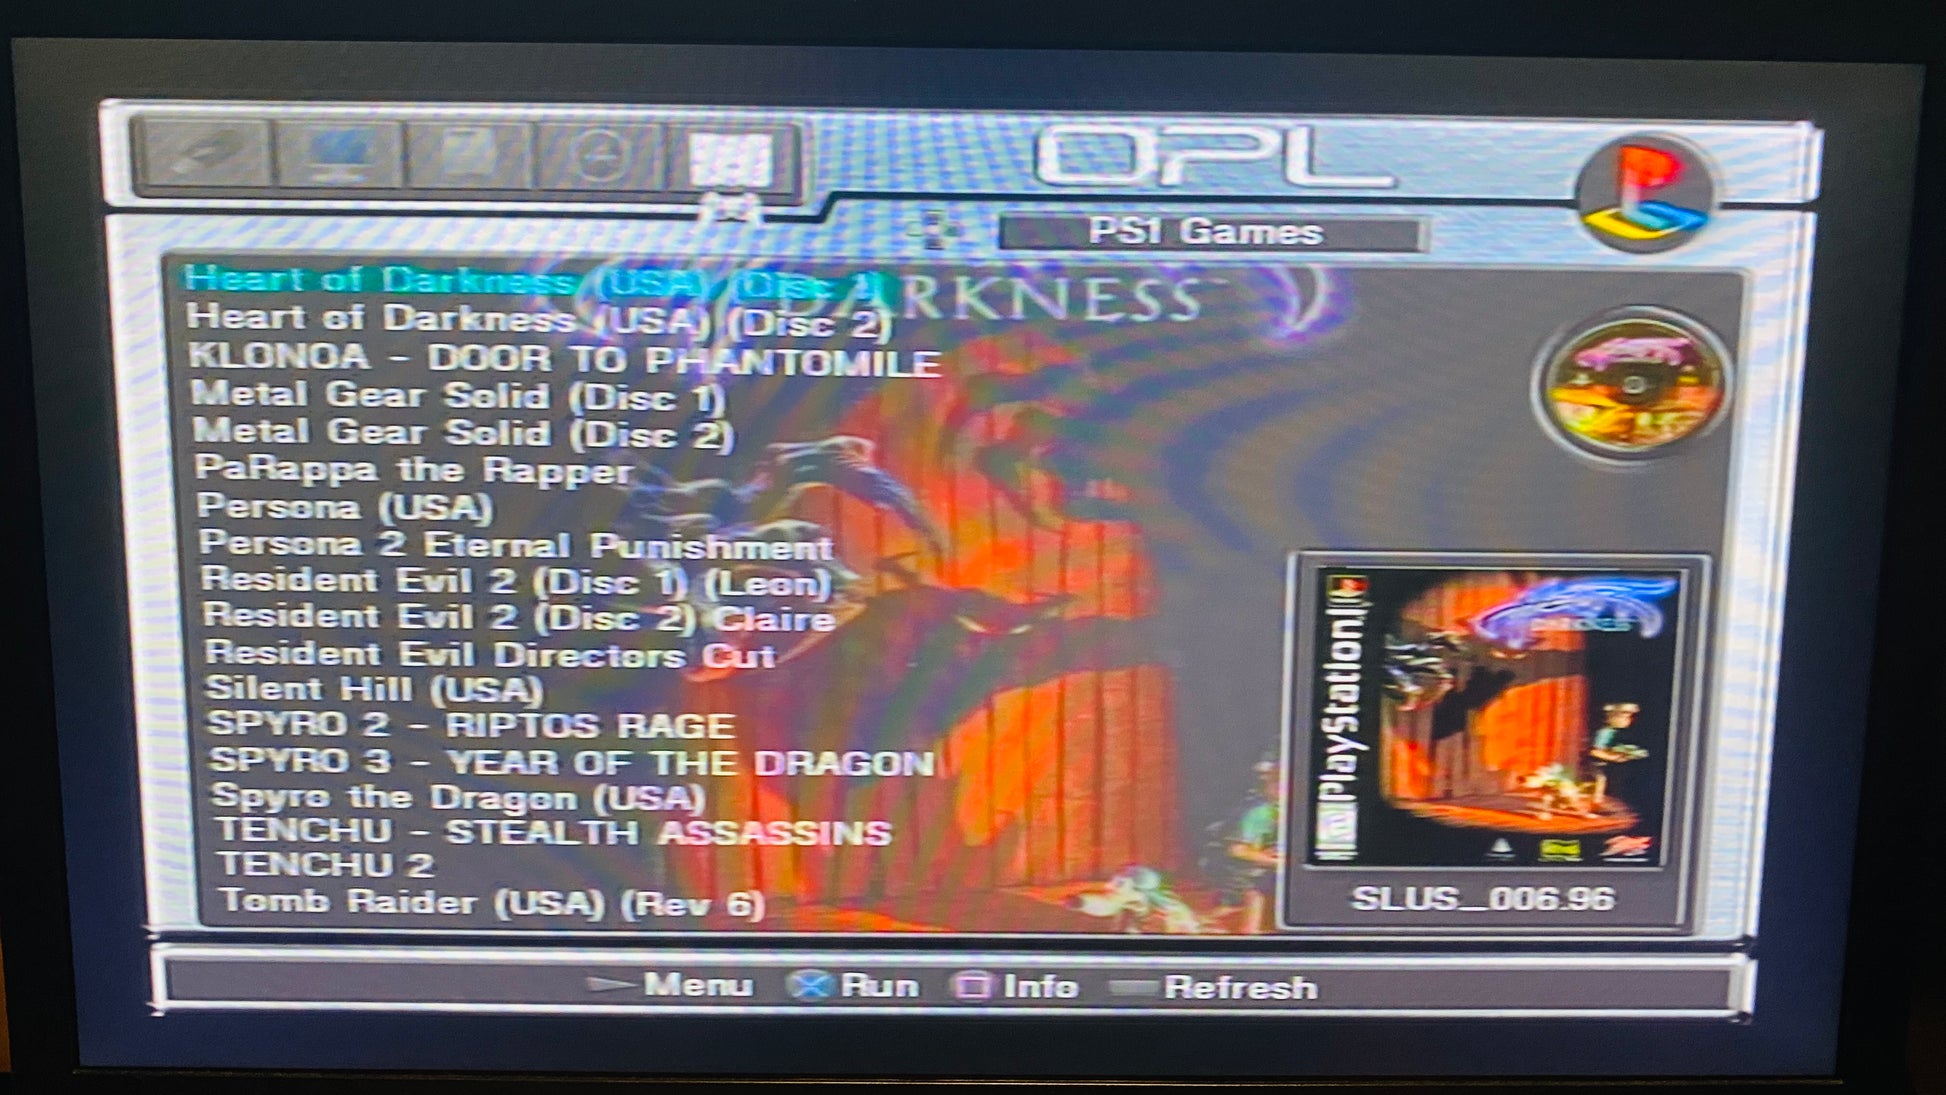 OPL
PS1 Games
Heart of Darkness (USA) (Disc 1)
DARKNESS
Heart of Darkness (USA) (Disc 2)
KLONOA - DOOR TO PHANTOMILE
Metal Gear Solid (Disc 1)
Metal Gear Solid (Disc 2)
PaRappa the Rapper
Persona (USA)
Persona 2 Eternal Punishment
Resident Evil 2 (Disc 1) (Leon)
Resident Evil 2 (Disc 2) Claire
Resident Evil Directors Cut
Silent Hill (USA)
SPYRO 2 - RIPTOS RAGE
SPYRO 3 - YEAR OF THE DRAGON
Spyro the Dragon (USA)
TENCHU - STEALTH ASSASSINS
TENCHU 2
Tomb Raider (USA) (Rev 6)
PlayStation
DARKNESS
SLUS_006.96
Menu Run Info Refresh